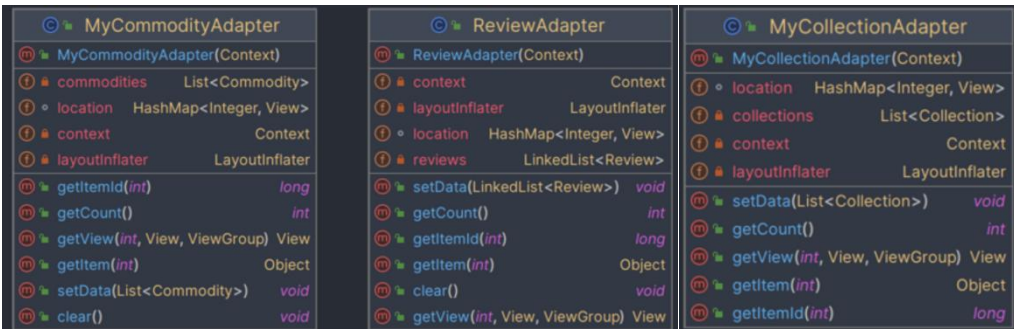 MyCommodityAdapter
MyCommodityAdapter(Context)
commodities List<Commodity>
location HashMap<Integer, View>
context Context
layoutInflater LayoutInflater
getItemId(int) long
getCount() int
getView(int, View, ViewGroup) View
getItem(int) Object
setData(List<Commodity>) void
clear() void
ReviewAdapter
ReviewAdapter(Context)
context Context
layoutInflater LayoutInflater
location HashMap<Integer, View>
reviews LinkedList<Review>
setData(LinkedList<Review>) void
getCount() int
getItemId(int) long
getItem(int) Object
clear() void
getView(int, View, ViewGroup) View
MyCollectionAdapter
MyCollectionAdapter(Context)
location HashMap<Integer, View>
collections List<Collection>
context Context
layoutInflater LayoutInflater
setData(List<Collection>) void
getCount() int
getView(int, View, ViewGroup) View
getItem(int) Object
getItemId(int) long